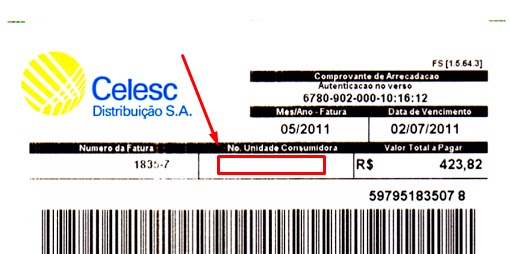 FS [1.5.64.3]
Celesc
Distribuição S.A.
Comprovante de Arrecadacao
Autenticacao no verso
6780-902-000-10:16:12
Mes/Ano - Fatura Data de Vencimento
05/2011 02/07/2011
Numero da Fatura No. Unidade Consumidora Valor Total a Pagar
1835-7 R$ 423,82
59795183507 8